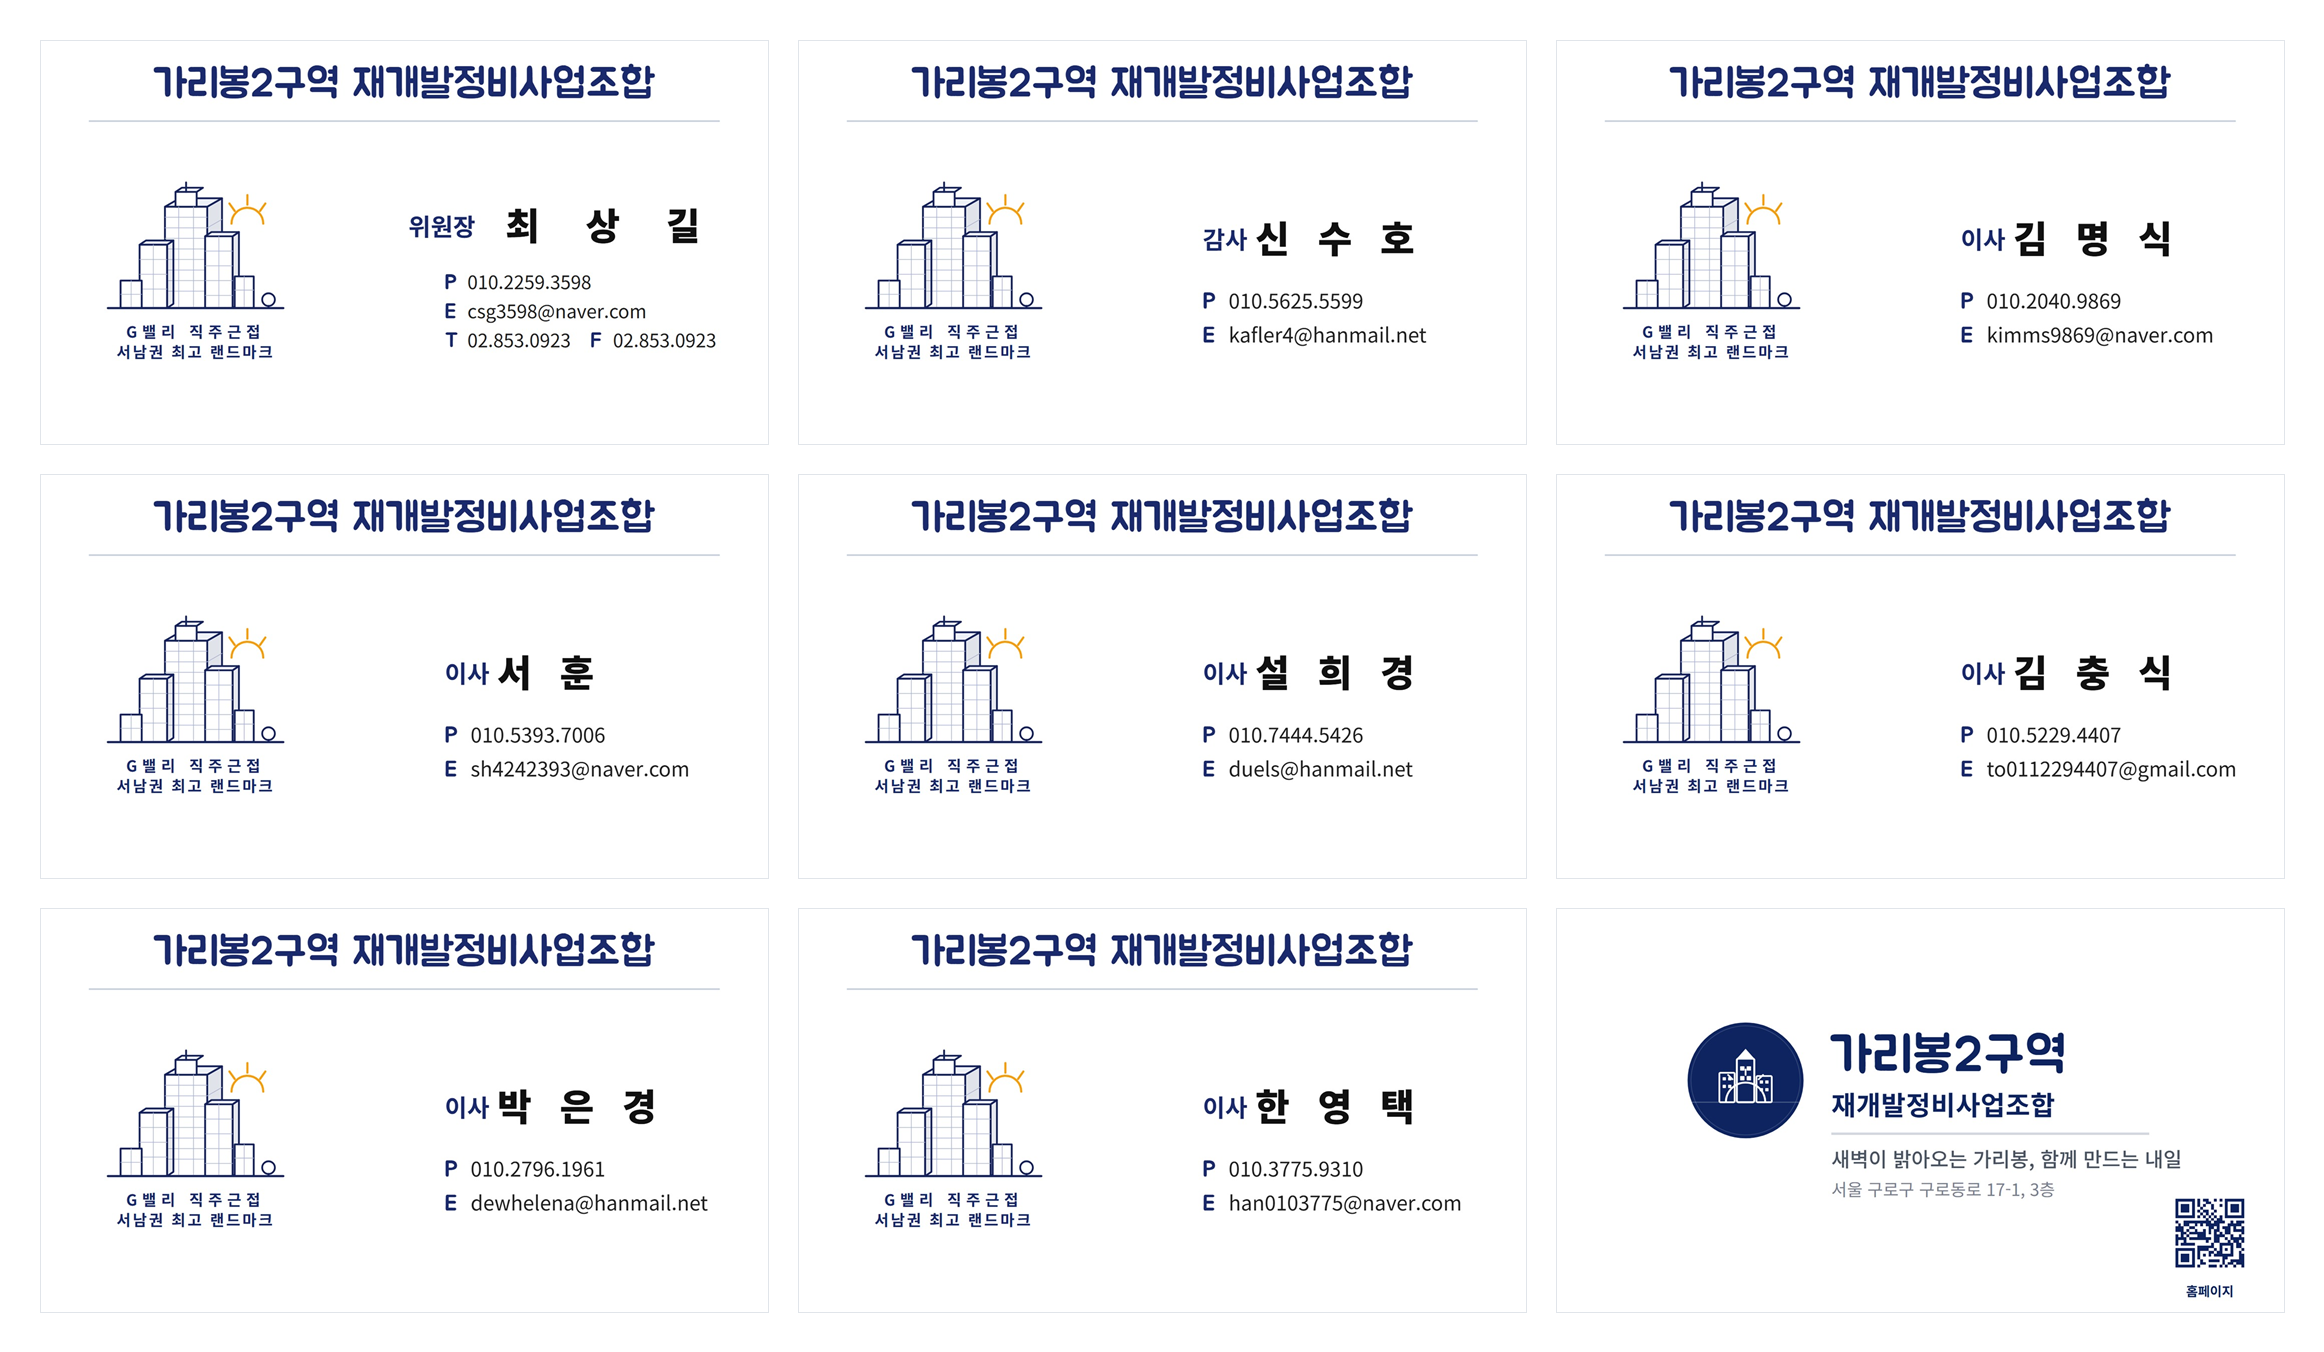 가리봉2구역 재개발정비사업조합
위원장 최 상 길
P 010.2259.3598
E csg3598@naver.com
T 02.853.0923 F 02.853.0923
G밸리 직주근접
서남권 최고 랜드마크
가리봉2구역 재개발정비사업조합
감사 신 수 호
P 010.5625.5599
E kafler4@hanmail.net
G밸리 직주근접
서남권 최고 랜드마크
가리봉2구역 재개발정비사업조합
이사 김 명 식
P 010.2040.9869
E kimms9869@naver.com
G밸리 직주근접
서남권 최고 랜드마크
가리봉2구역 재개발정비사업조합
이사 서 훈
P 010.5393.7006
E sh4242393@naver.com
G밸리 직주근접
서남권 최고 랜드마크
가리봉2구역 재개발정비사업조합
이사 설 희 경
P 010.7444.5426
E duels@hanmail.net
G밸리 직주근접
서남권 최고 랜드마크
가리봉2구역 재개발정비사업조합
이사 김 충 식
P 010.5229.4407
E to0112294407@gmail.com
G밸리 직주근접
서남권 최고 랜드마크
가리봉2구역 재개발정비사업조합
이사 박 은 경
P 010.2796.1961
E dewhelena@hanmail.net
G밸리 직주근접
서남권 최고 랜드마크
가리봉2구역 재개발정비사업조합
이사 한 영 택
P 010.3775.9310
E han0103775@naver.com
G밸리 직주근접
서남권 최고 랜드마크
가리봉2구역
재개발정비사업조합
새벽이 밝아오는 가리봉, 함께 만드는 내일
서울 구로구 구로동로 17-1, 3층
홈페이지